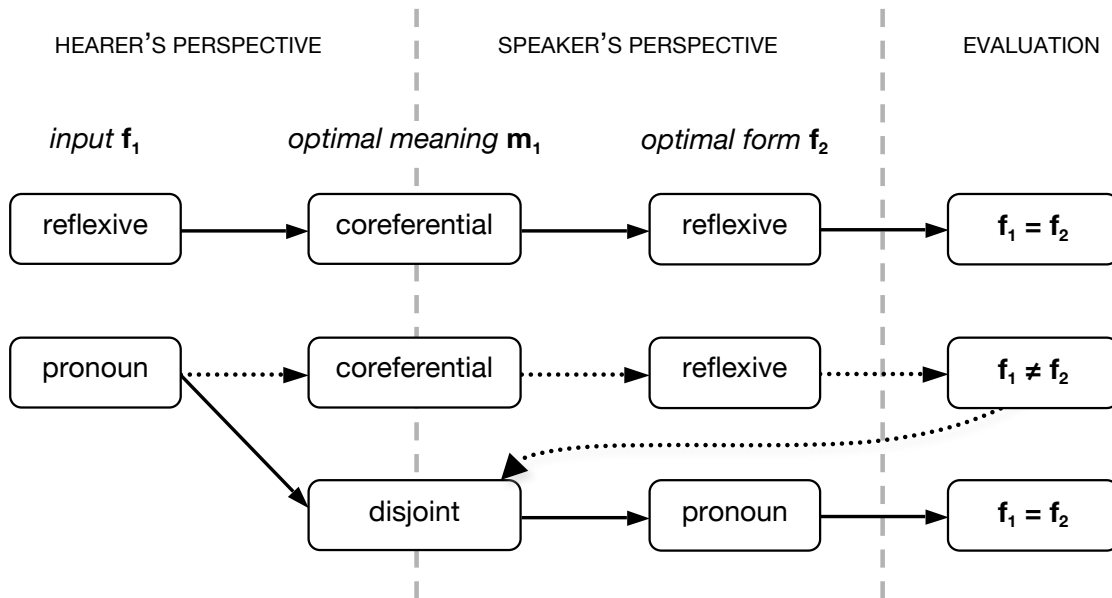 HEARER’S PERSPECTIVE SPEAKER’S PERSPECTIVE EVALUATION
input f₁ optimal meaning m₁ optimal form f₂
reflexive coreferential reflexive f₁ = f₂
pronoun coreferential reflexive f₁ ≠ f₂
disjoint pronoun f₁ = f₂